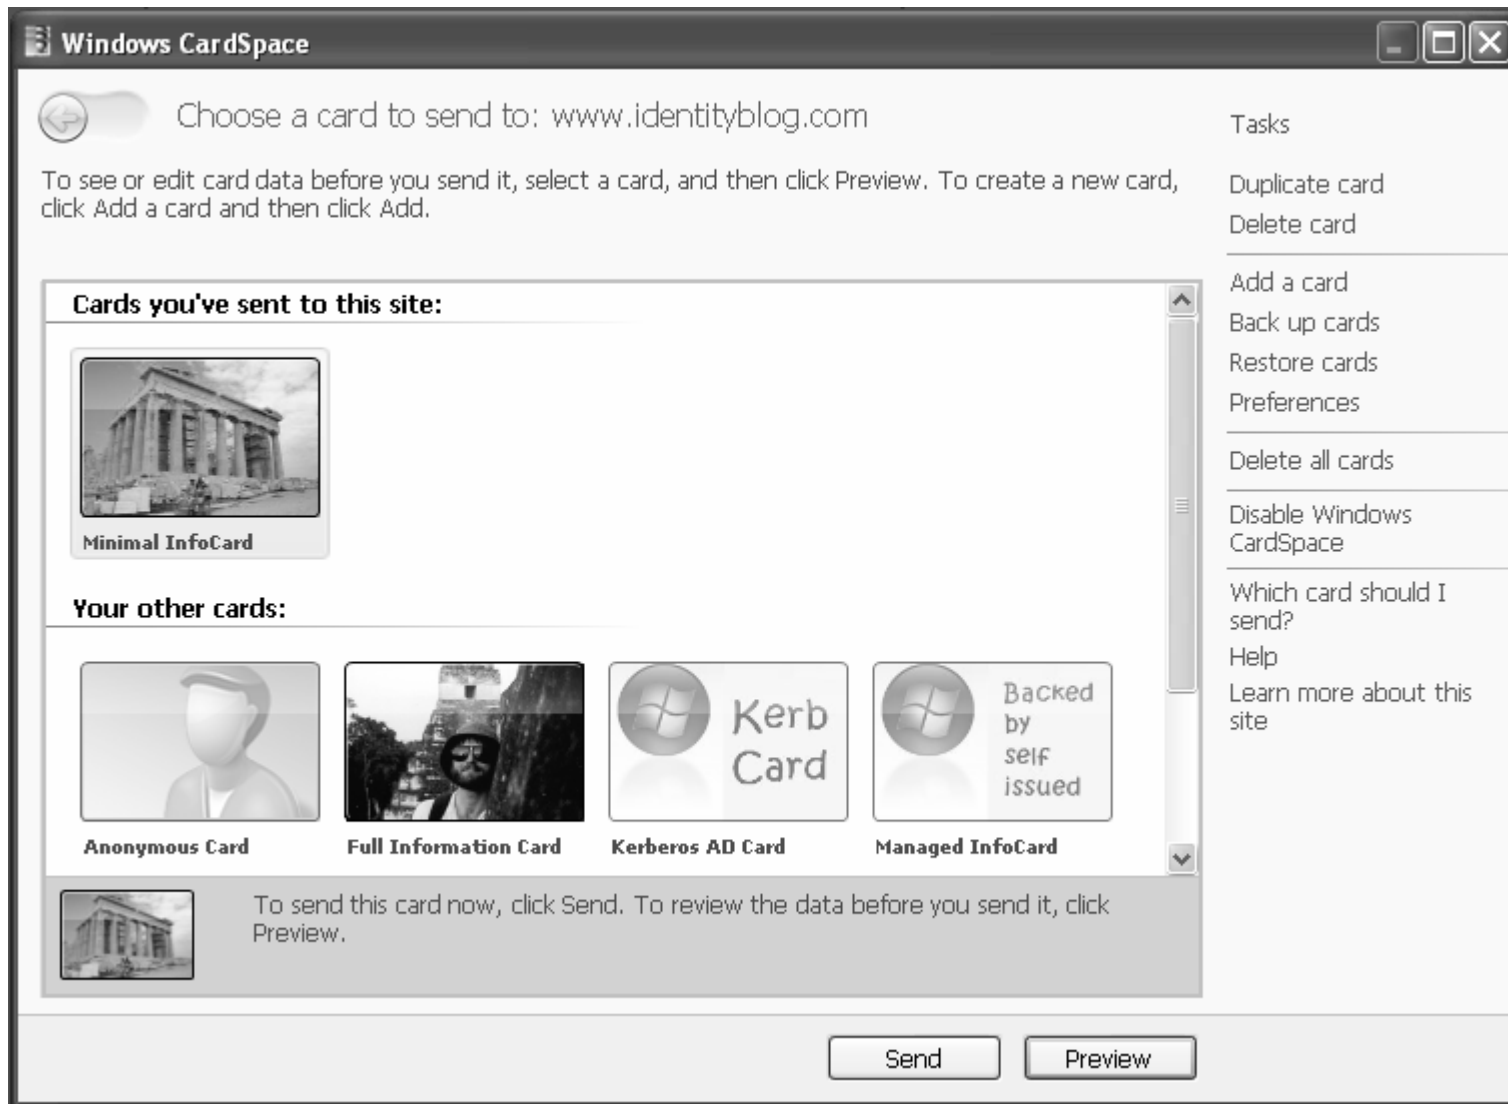 Windows CardSpace
Choose a card to send to: www.identityblog.com
To see or edit card data before you send it, select a card, and then click Preview. To create a new card,
click Add a card and then click Add.
Cards you've sent to this site:
Minimal InfoCard
Your other cards:
Kerb
Card
Backed
by
self
issued
Anonymous Card
Full Information Card
Kerberos AD Card
Managed InfoCard
To send this card now, click Send. To review the data before you send it, click
Preview.
Send
Preview
Tasks
Duplicate card
Delete card
Add a card
Back up cards
Restore cards
Preferences
Delete all cards
Disable Windows
CardSpace
Which card should I
send?
Help
Learn more about this
site